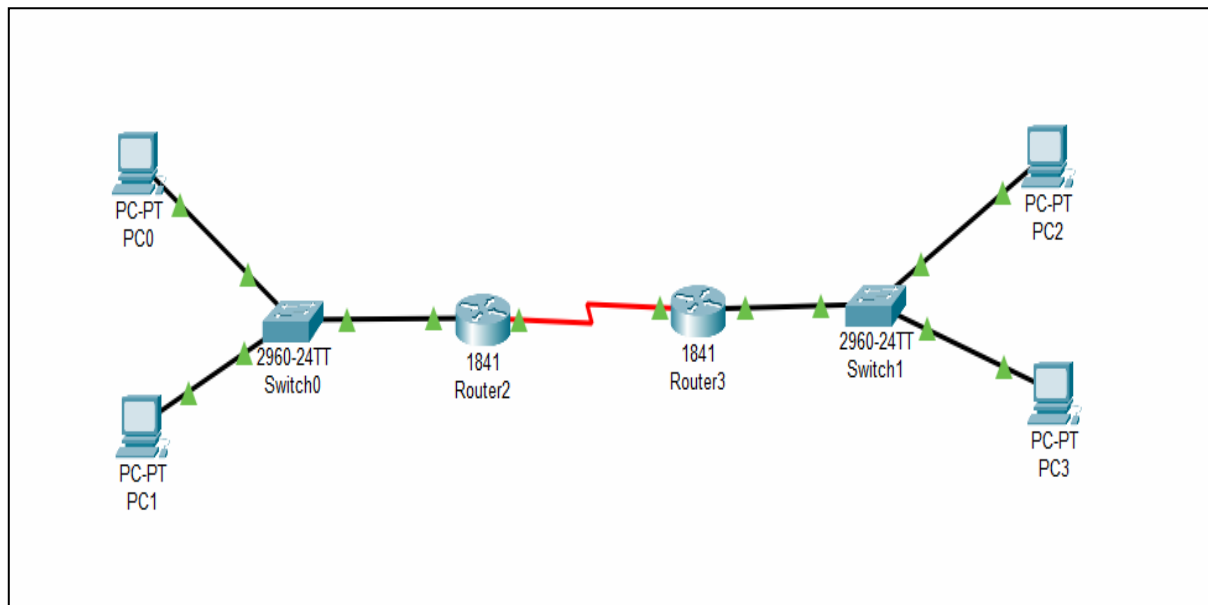 PC-PT
PC0
PC-PT
PC2
2960-24TT
Switch0
1841
Router2
1841
Router3
2960-24TT
Switch1
PC-PT
PC1
PC-PT
PC3